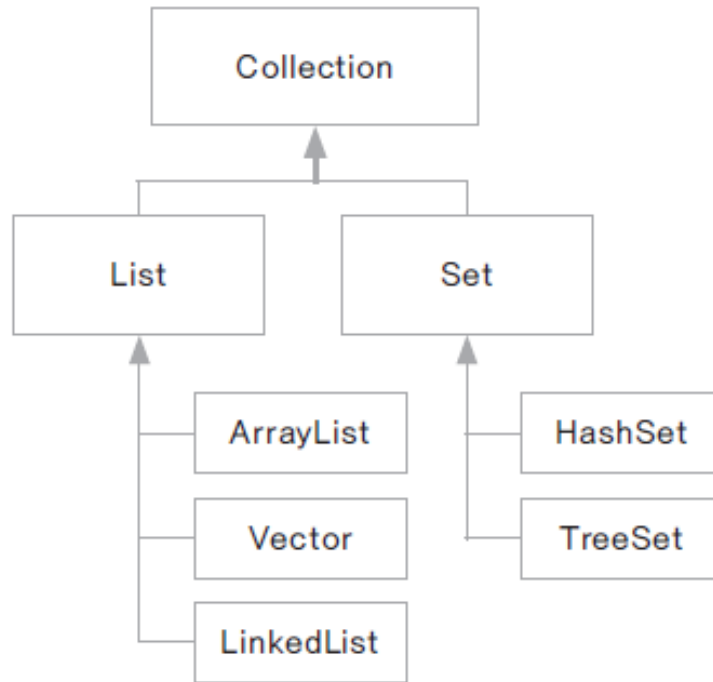 Collection
List
Set
ArrayList
HashSet
Vector
TreeSet
LinkedList